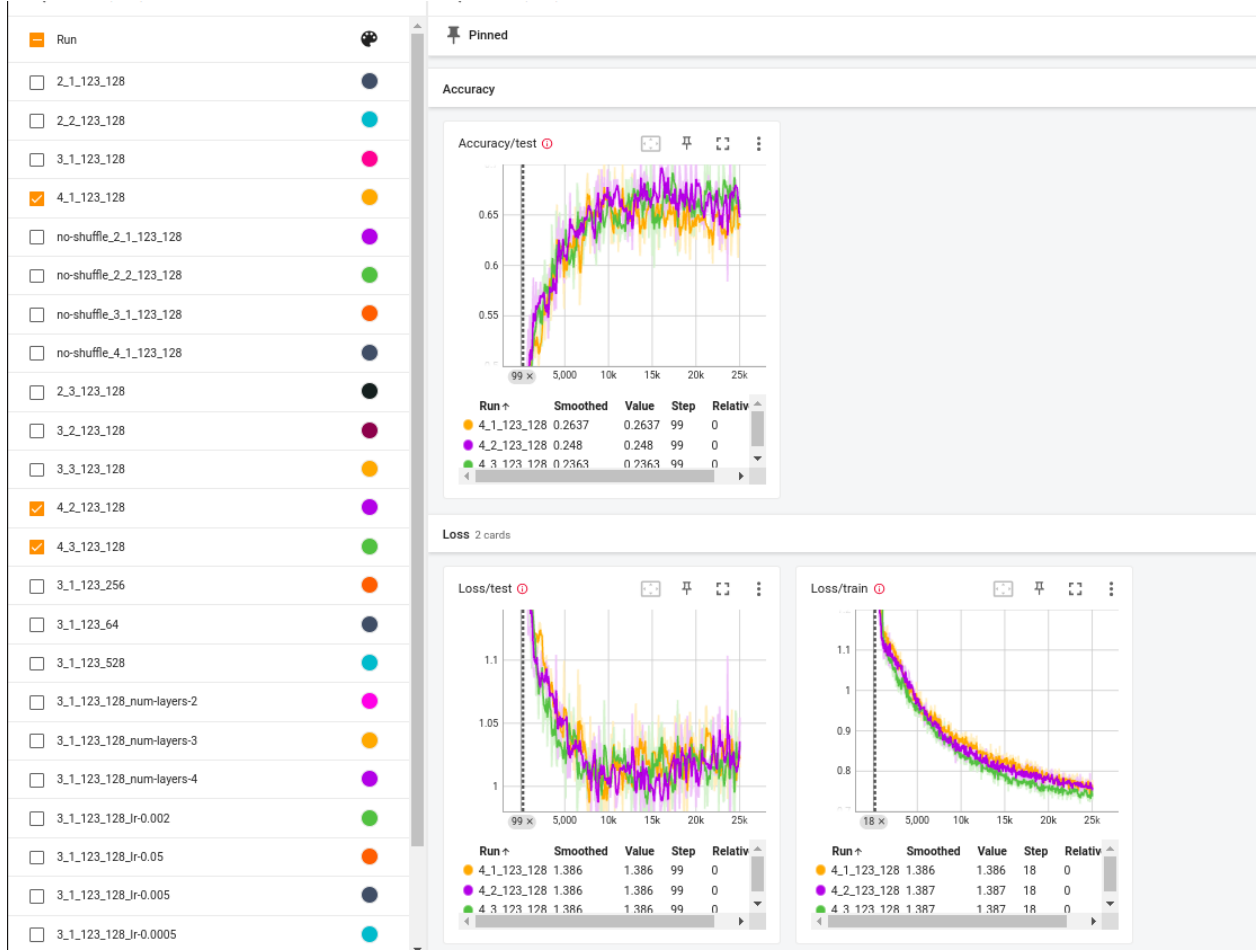 Run
2_1_123_128
2_2_123_128
3_1_123_128
4_1_123_128
no-shuffle_2_1_123_128
no-shuffle_2_2_123_128
no-shuffle_3_1_123_128
no-shuffle_4_1_123_128
2_3_123_128
3_2_123_128
3_3_123_128
4_2_123_128
4_3_123_128
3_1_123_256
3_1_123_64
3_1_123_528
3_1_123_128_num-layers-2
3_1_123_128_num-layers-3
3_1_123_128_num-layers-4
3_1_123_128_lr-0.002
3_1_123_128_lr-0.05
3_1_123_128_lr-0.005
3_1_123_128_lr-0.0005
Pinned
Accuracy
Accuracy/test
0.65
0.6
0.55
99 × 5,000 10k 15k 20k 25k
Run↑ Smoothed Value Step Relativ
4_1_123_128 0.2637 0.2637 99 0
4_2_123_128 0.248 0.248 99 0
4_3_123_128 0.2363 0.2363 99 0
Loss 2 cards
Loss/test
1.1
1.05
1
99 × 5,000 10k 15k 20k 25k
Run↑ Smoothed Value Step Relativ
4_1_123_128 1.386 1.386 99 0
4_2_123_128 1.386 1.386 99 0
4_3_123_128 1.386 1.386 99 0
Loss/train
1.1
1
0.9
0.8
18 × 5,000 10k 15k 20k 25k
Run↑ Smoothed Value Step Relativ
4_1_123_128 1.386 1.386 18 0
4_2_123_128 1.387 1.387 18 0
4_3_123_128 1.387 1.387 18 0